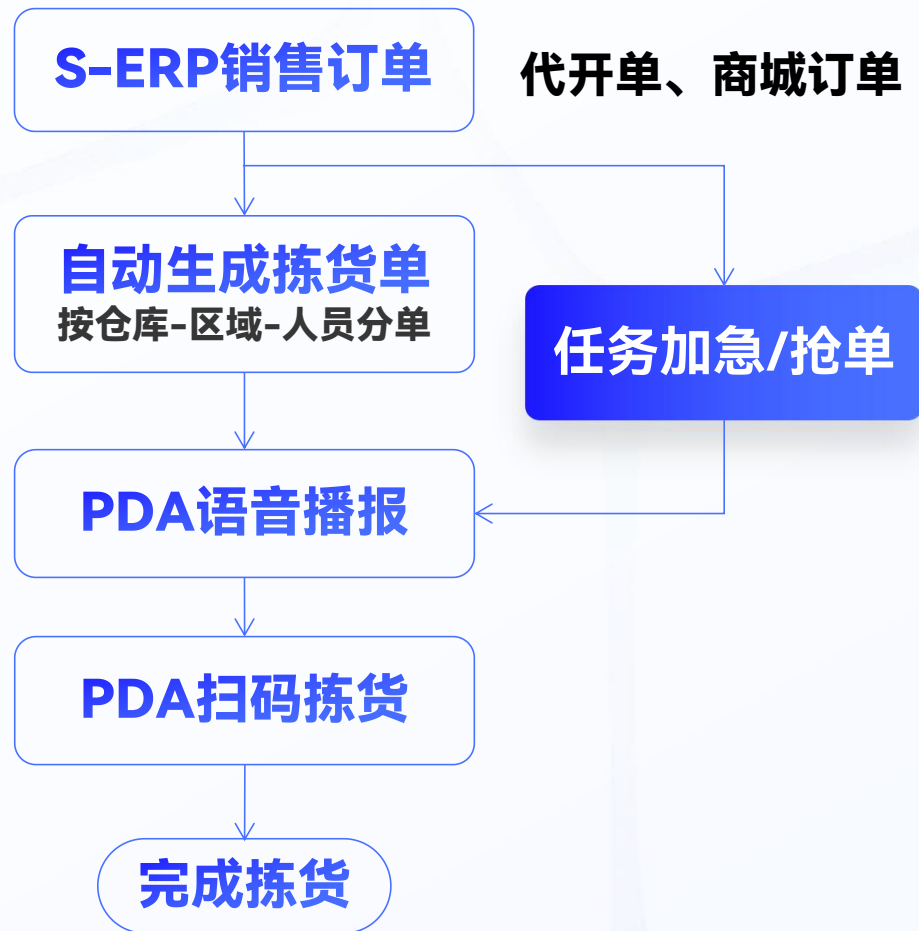 S-ERP销售订单
代开单、商城订单
自动生成拣货单
按仓库-区域-人员分单
任务加急/抢单
PDA语音播报
PDA扫码拣货
完成拣货